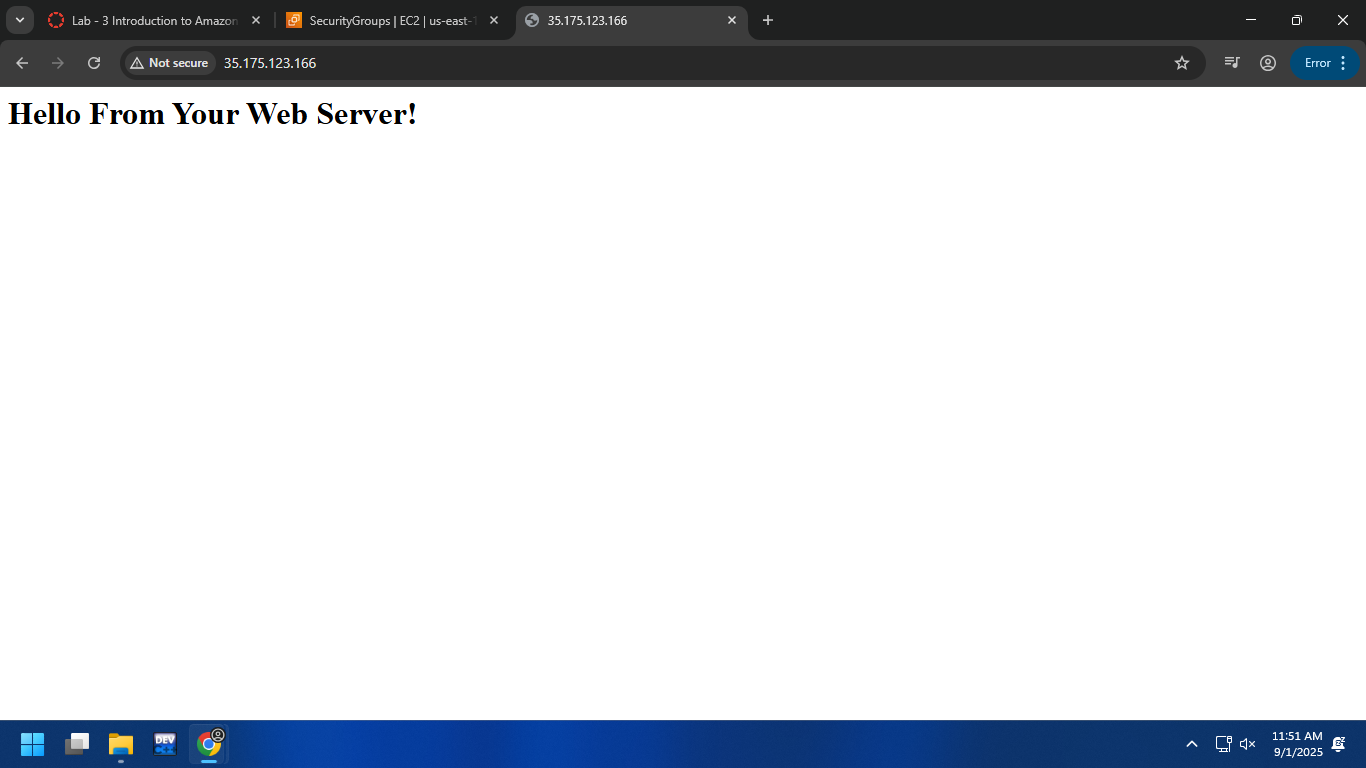 Lab - 3 Introduction to Amazon
SecurityGroups | EC2 | us-east-1
35.175.123.166
Not secure
35.175.123.166
Error
Hello From Your Web Server!
DEV
11:51 AM
9/1/2025